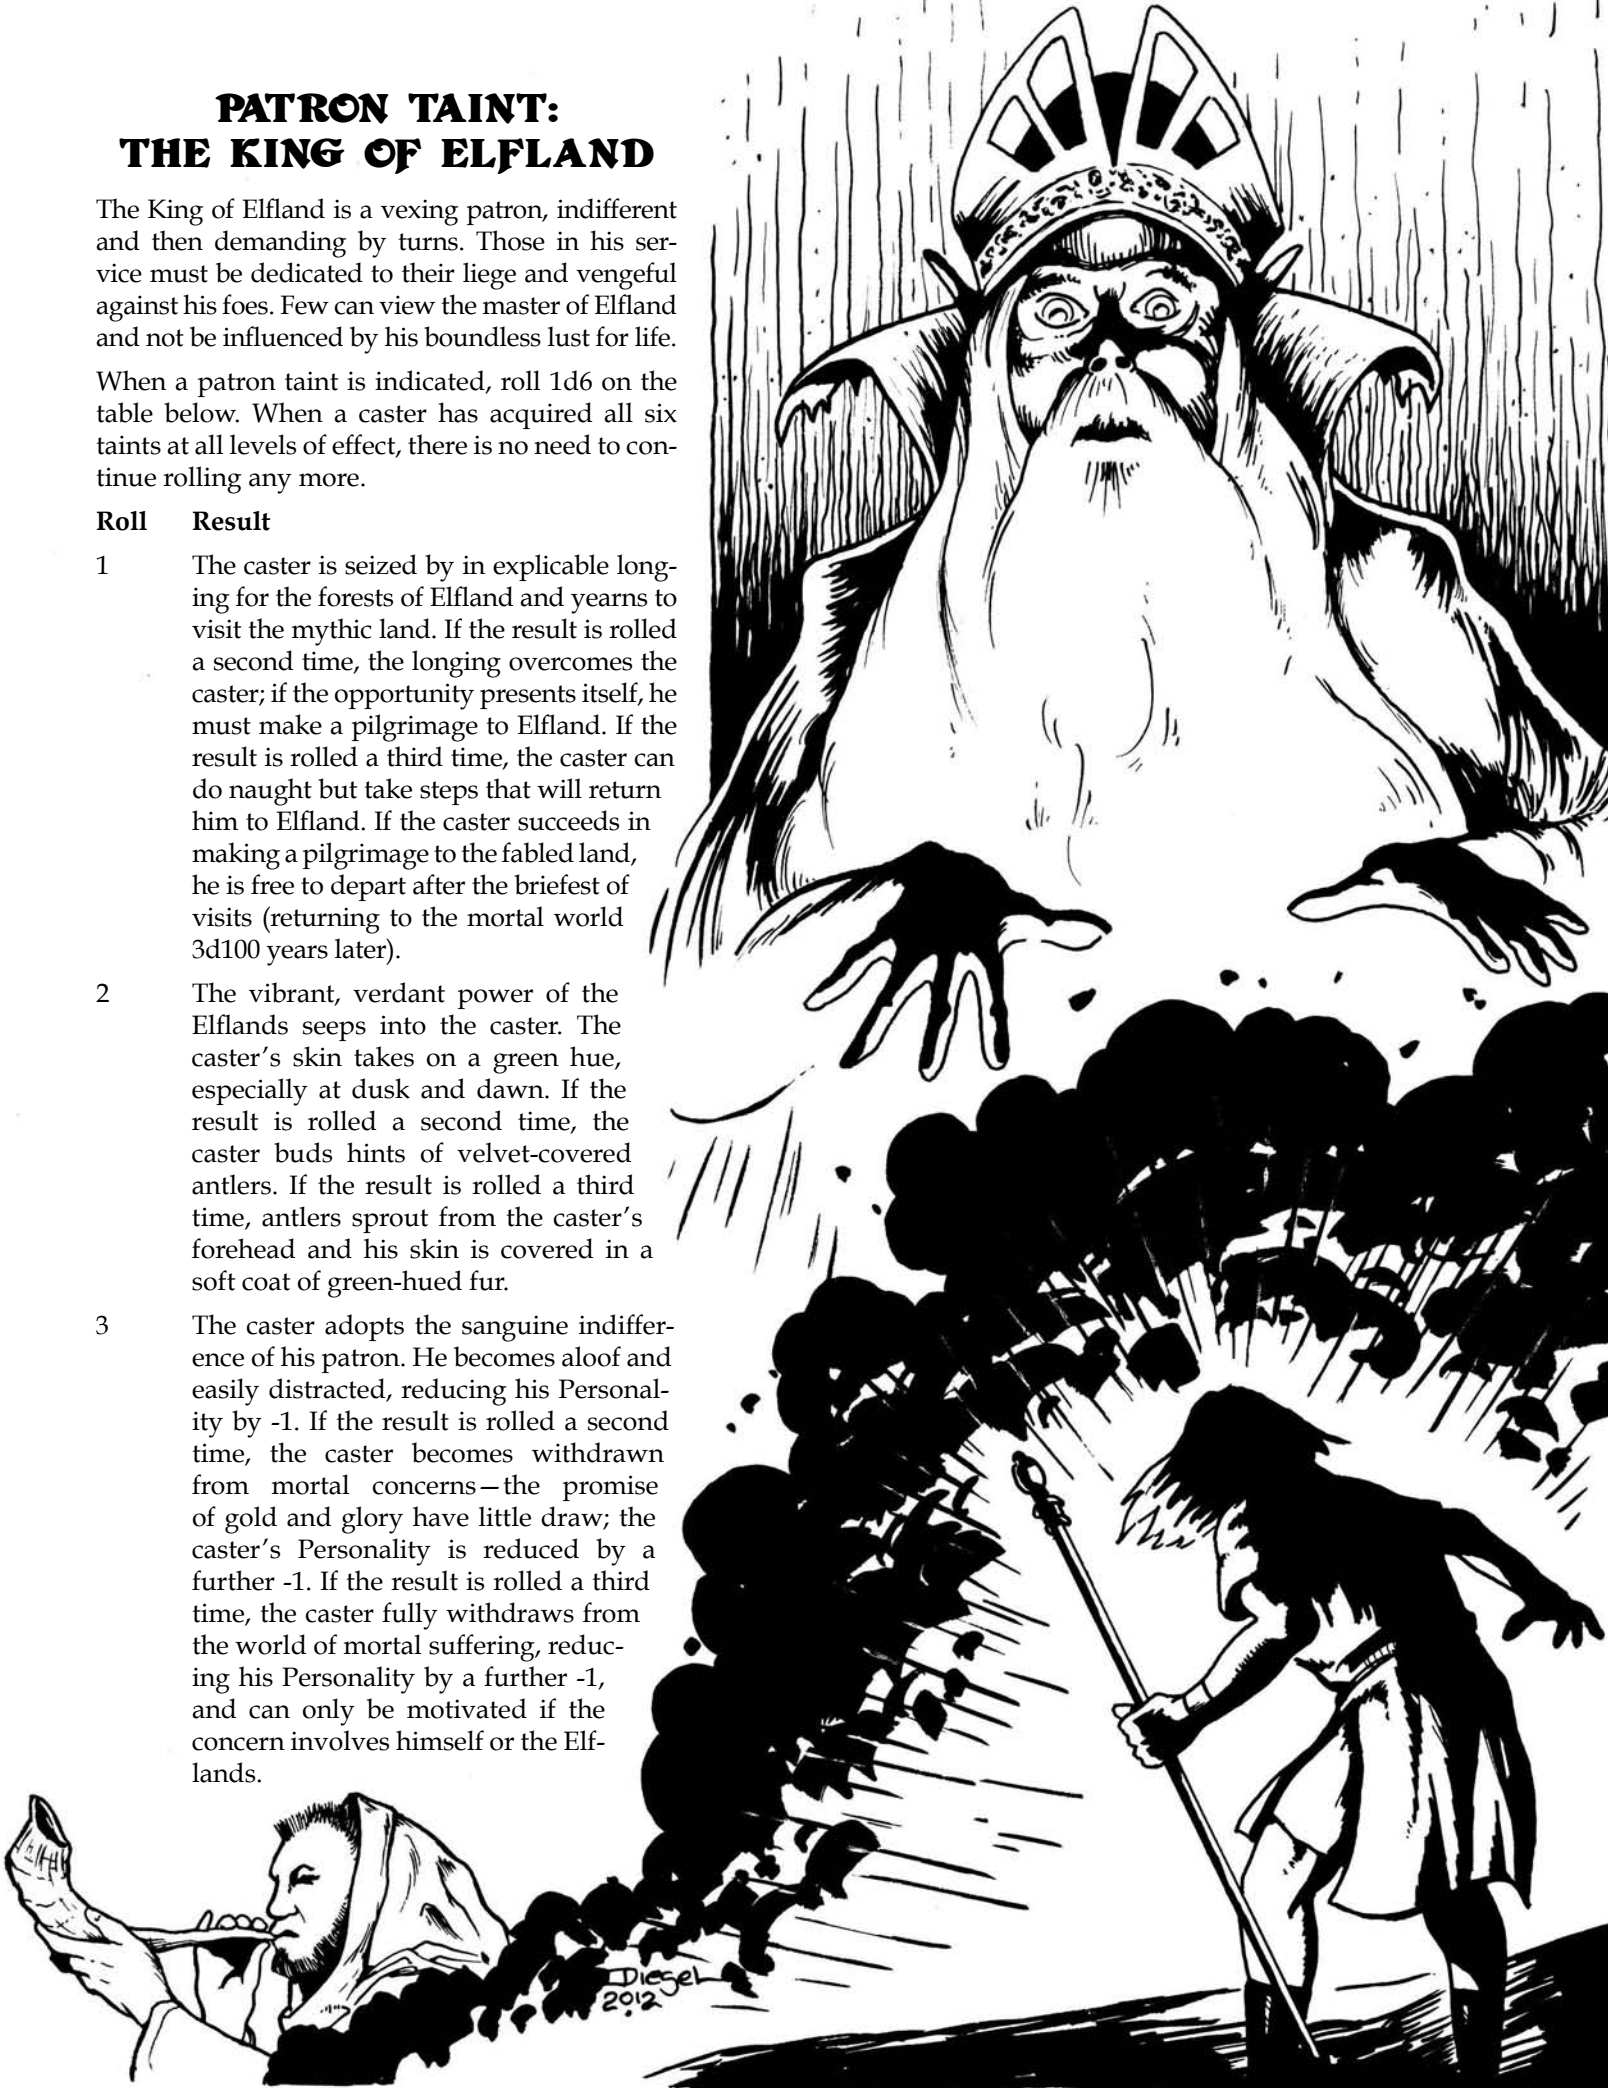 PATRON TAINT:
THE KING OF ELFLAND
The King of Elfland is a vexing patron, indifferent
and then demanding by turns. Those in his ser-
vice must be dedicated to their liege and vengeful
against his foes. Few can view the master of Elfland
and not be influenced by his boundless lust for life.
When a patron taint is indicated, roll 1d6 on the
table below. When a caster has acquired all six
taints at all levels of effect, there is no need to con-
tinue rolling any more.
Roll Result
1 The caster is seized by in explicable long-
ing for the forests of Elfland and yearns to
visit the mythic land. If the result is rolled
a second time, the longing overcomes the
caster; if the opportunity presents itself, he
must make a pilgrimage to Elfland. If the
result is rolled a third time, the caster can
do naught but take steps that will return
him to Elfland. If the caster succeeds in
making a pilgrimage to the fabled land,
he is free to depart after the briefest of
visits (returning to the mortal world
3d100 years later).
2 The vibrant, verdant power of the
Elflands seeps into the caster. The
caster's skin takes on a green hue,
especially at dusk and dawn. If the
result is rolled a second time, the
caster buds hints of velvet-covered
antlers. If the result is rolled a third
time, antlers sprout from the caster's
forehead and his skin is covered in a
soft coat of green-hued fur.
3 The caster adopts the sanguine indiffer-
ence of his patron. He becomes aloof and
easily distracted, reducing his Personal-
ity by -1. If the result is rolled a second
time, the caster becomes withdrawn
from mortal concerns—the promise
of gold and glory have little draw; the
caster's Personality is reduced by a
further -1. If the result is rolled a third
time, the caster fully withdraws from
the world of mortal suffering, reduc-
ing his Personality by a further -1,
and can only be motivated if the
concern involves himself or the Elf-
lands.
Diesel
2012